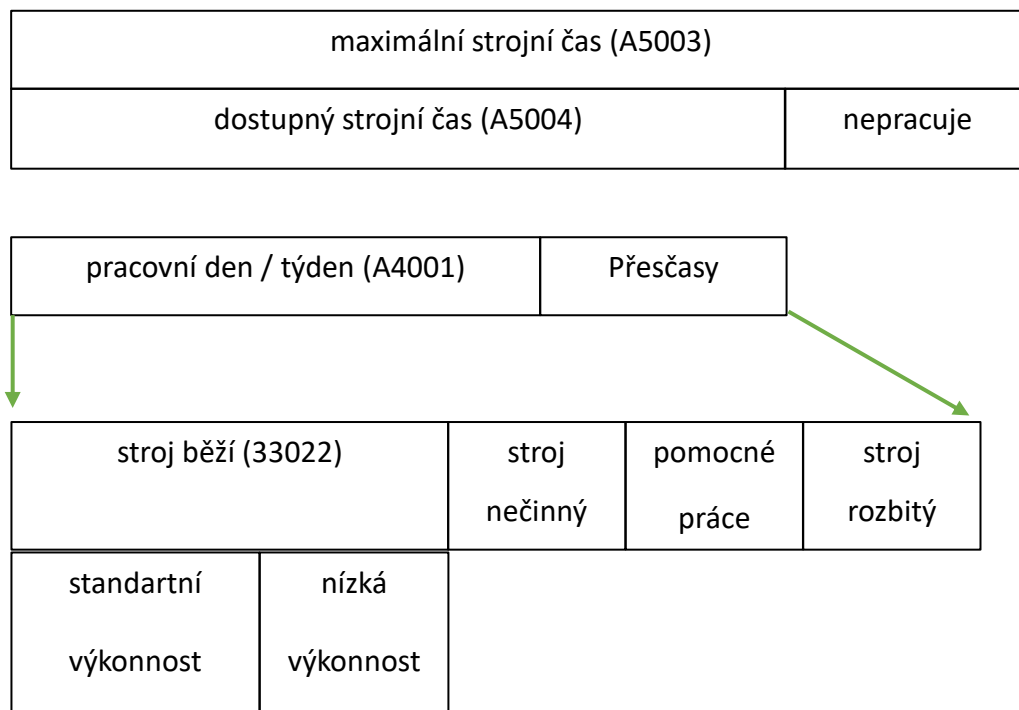 maximální strojní čas (A5003)
dostupný strojní čas (A5004)
nepracuje
pracovní den / týden (A4001)
Přesčasy
stroj běží (33022)
stroj
nečinný
pomocné
práce
stroj
rozbitý
standartní
výkonnost
nízká
výkonnost